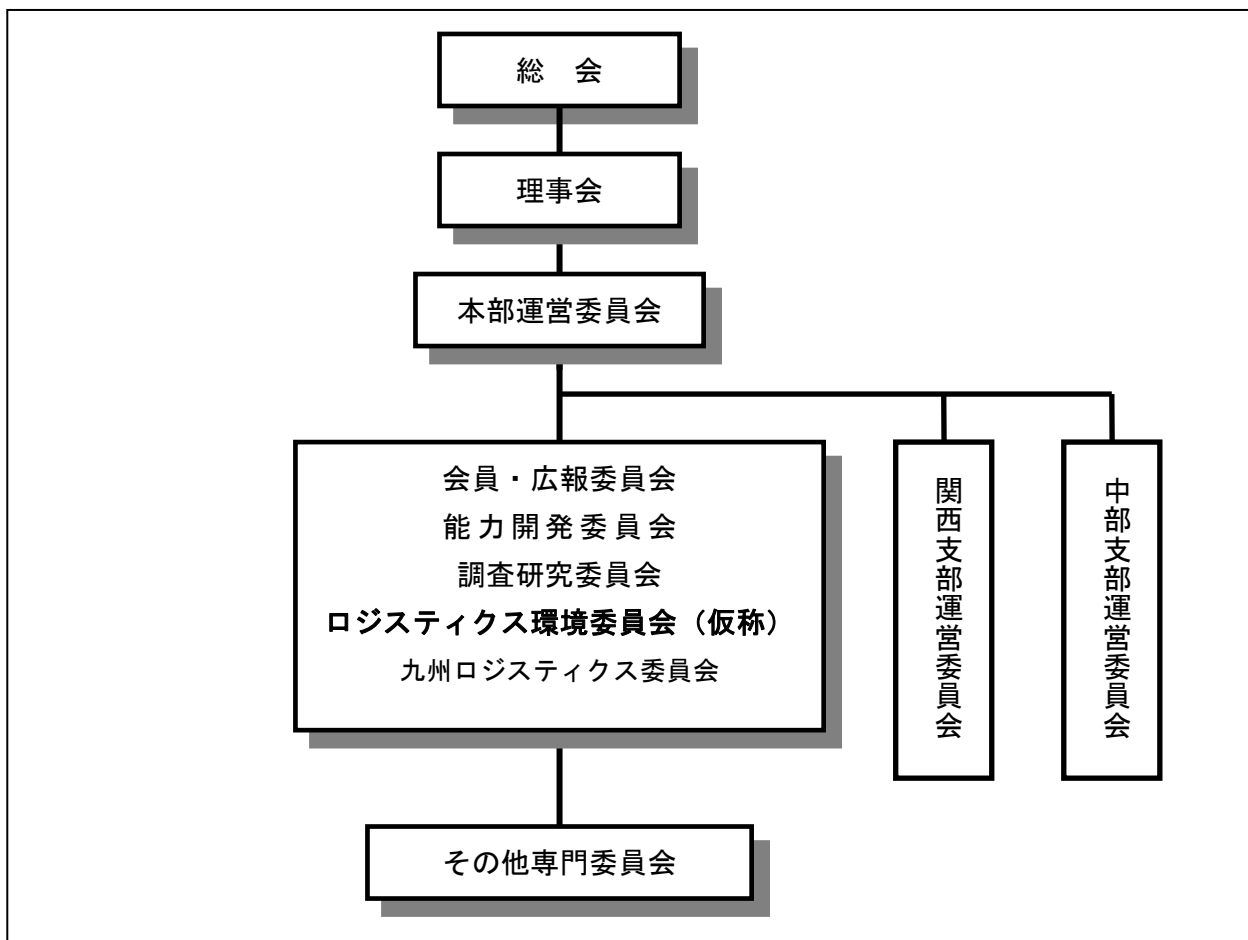 総　会
理事会
本部運営委員会
会員・広報委員会
能力開発委員会
調査研究委員会
ロジスティクス環境委員会（仮称）
九州ロジスティクス委員会
関西支部運営委員会
中部支部運営委員会
その他専門委員会